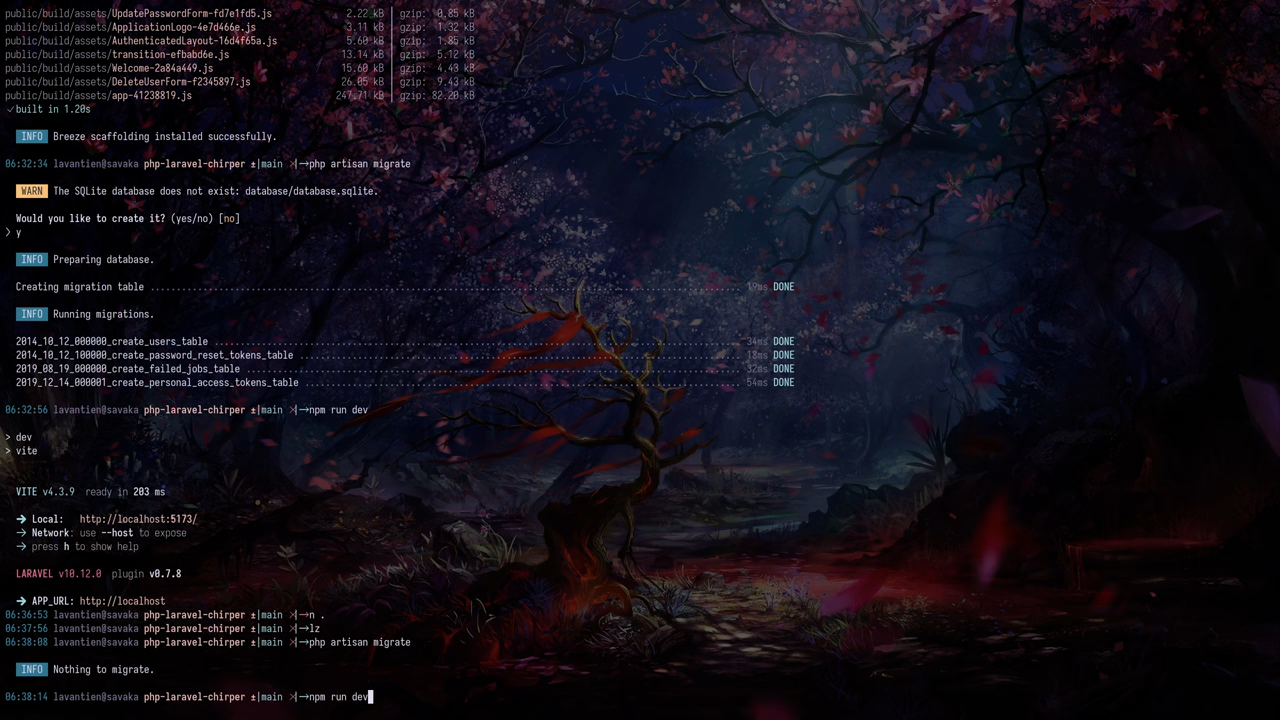 public/build/assets/UpdatePasswordForm-fd7e1fd5.js 2.22 kB │ gzip: 0.85 kB
public/build/assets/ApplicationLogo-4e7d466e.js 3.11 kB │ gzip: 1.32 kB
public/build/assets/AuthenticatedLayout-16d4f65a.js 5.60 kB │ gzip: 1.85 kB
public/build/assets/transition-efbabd6e.js 13.14 kB │ gzip: 5.12 kB
public/build/assets/Welcome-2a84a449.js 15.60 kB │ gzip: 4.43 kB
public/build/assets/DeleteUserForm-f2345897.js 26.05 kB │ gzip: 9.43 kB
public/build/assets/app-41238819.js 247.71 kB │ gzip: 82.20 kB
✓ built in 1.20s
INFO Breeze scaffolding installed successfully.
06:32:34 lavantien@savaka php-laravel-chirper ±|main ✗|→php artisan migrate
WARN The SQLite database does not exist: database/database.sqlite.
Would you like to create it? (yes/no) [no]
❯ y
INFO Preparing database.
Creating migration table ........ 19ms DONE
INFO Running migrations.
2014_10_12_000000_create_users_table ........ 34ms DONE
2014_10_12_100000_create_password_reset_tokens_table ........ 18ms DONE
2019_08_19_000000_create_failed_jobs_table ........ 32ms DONE
2019_12_14_000001_create_personal_access_tokens_table ........ 54ms DONE
06:32:56 lavantien@savaka php-laravel-chirper ±|main ✗|→npm run dev
> dev
> vite
VITE v4.3.9 ready in 203 ms
➜ Local: http://localhost:5173/
➜ Network: use --host to expose
➜ press h to show help
LARAVEL v10.12.0 plugin v0.7.8
➜ APP_URL: http://localhost
06:36:53 lavantien@savaka php-laravel-chirper ±|main ✗|→n .
06:37:56 lavantien@savaka php-laravel-chirper ±|main ✗|→lz
06:38:08 lavantien@savaka php-laravel-chirper ±|main ✗|→php artisan migrate
INFO Nothing to migrate.
06:38:14 lavantien@savaka php-laravel-chirper ±|main ✗|→npm run dev